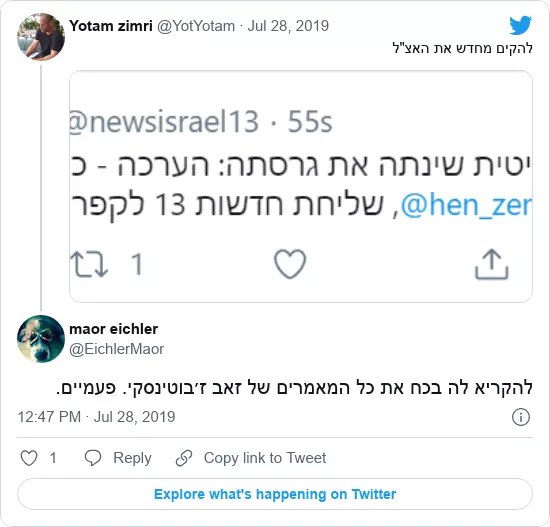 Yotam zimri @YotYotam · Jul 28, 2019
להקים מחדש את האצ"ל
@newsisrael13 · 55s
יטית שינתה את גרסתה: הערכה - כ
@hen_zer, שליחת חדשות 13 לקפר
1
maor eichler
@EichlerMaor
להקריא לה בכח את כל המאמרים של זאב ז׳בוטינסקי. פעמיים.
12:47 PM · Jul 28, 2019
1 Reply Copy link to Tweet
Explore what's happening on Twitter